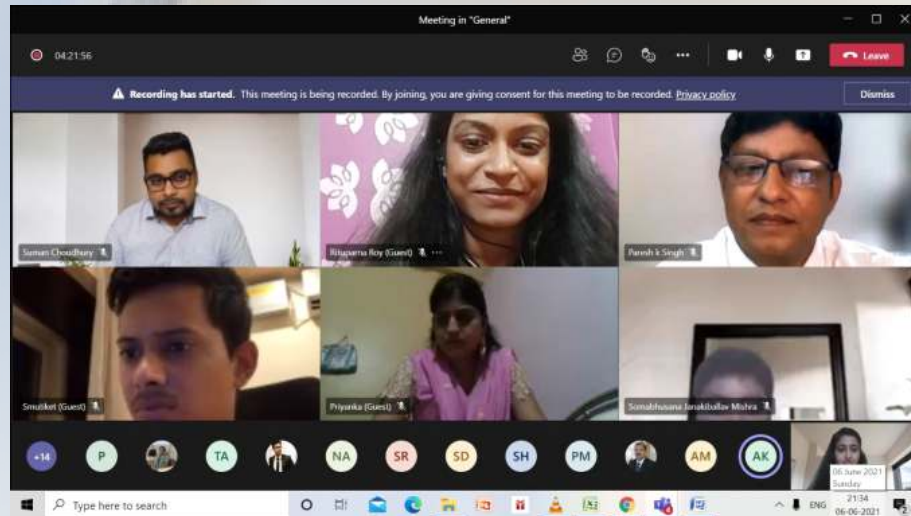 Meeting in "General"
04:21:56
Leave
Recording has started. This meeting is being recorded. By joining, you are giving consent for this meeting to be recorded. Privacy policy
Dismiss
Suman Choudhury
Rituparna Roy (Guest)
Paresh k Singh
Smutiket (Guest)
Priyanka (Guest)
Somabhusana Janakiballav Mishra
+14
P
TA
NA
SR
SD
SH
PM
AM
AK
06 June 2021
Sunday
Type here to search
ENG
21:34
06-06-2021
2